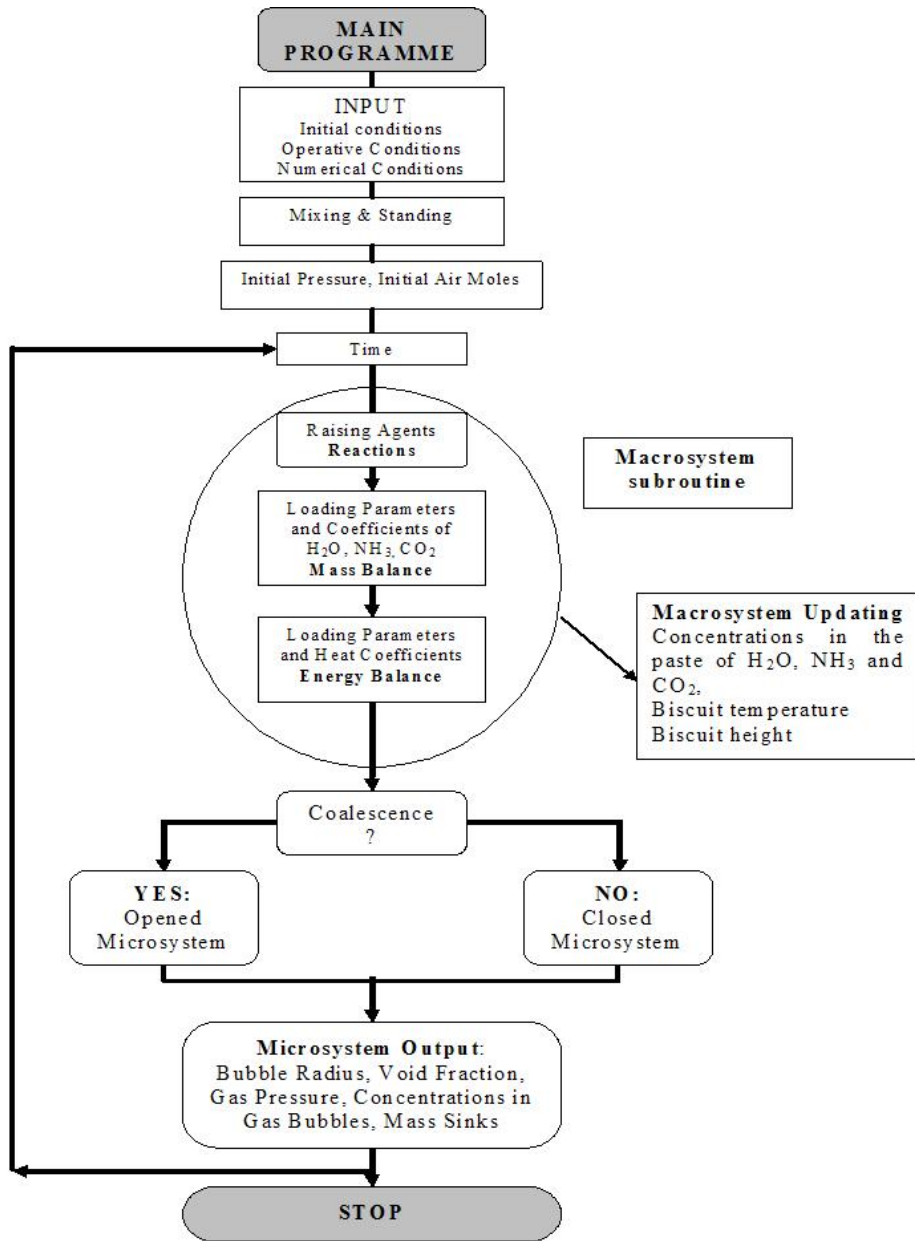 MAIN
PROGRAMME
INPUT
Initial conditions
Operative Conditions
Numerical Conditions
Mixing & Standing
Initial Pressure, Initial Air Moles
Time
Raising Agents
Reactions
Macrosystem
subroutine
Loading Parameters
and Coefficients of
H₂O, NH₃, CO₂
Mass Balance
Loading Parameters
and Heat Coefficients
Energy Balance
Macrosystem Updating
Concentrations in the
paste of H₂O, NH₃ and
CO₂,
Biscuit temperature
Biscuit height
Coalescence
?
YES:
Opened
Microsystem
NO:
Closed
Microsystem
Microsystem Output:
Bubble Radius, Void Fraction,
Gas Pressure, Concentrations in
Gas Bubbles, Mass Sinks
STOP